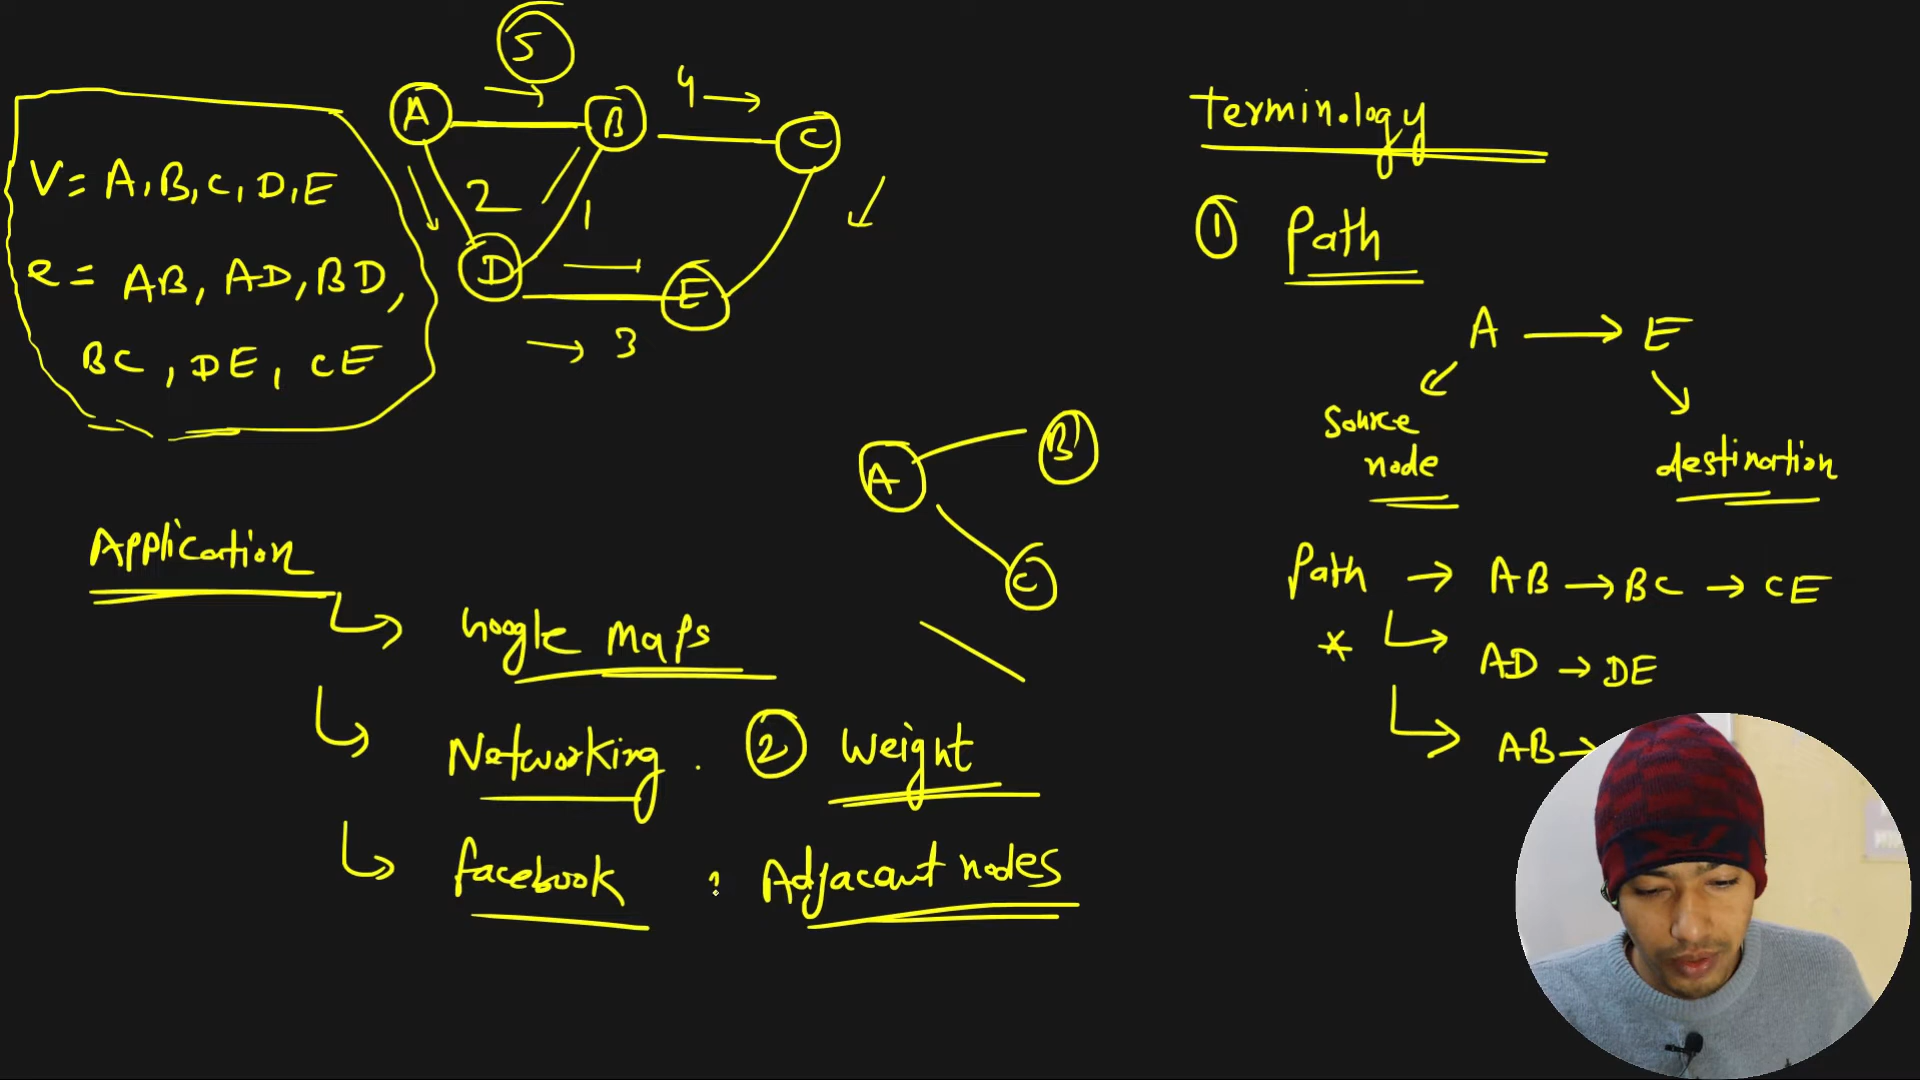 5
A B 4 C
2 1
D E
3
V = A, B, C, D, E
e = AB, AD, BD,
BC, DE, CE
Terminology
① Path
A → E
Source
node
destination
Path → AB → BC → CE
* AD → DE
AB →
A B
C
Application
Google Maps
Networking
② Weight
facebook
: Adjacant nodes